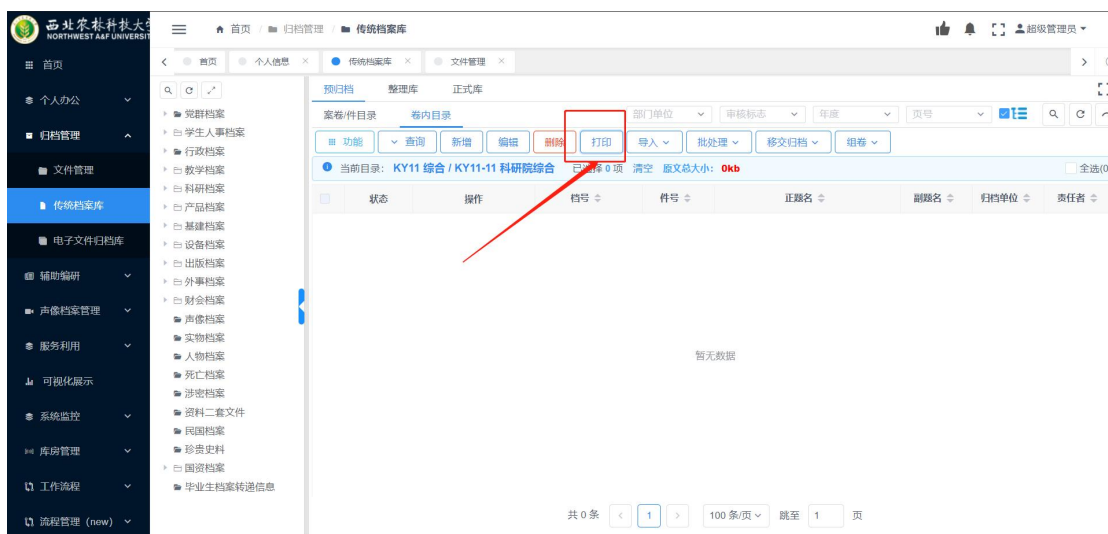 西北农林科技大学
NORTHWEST A&F UNIVERSIT
首页 / 归档管理 / 传统档案库
超级管理员
首页
个人办公
归档管理
文件管理
传统档案库
电子文件归档库
辅助编研
声像档案管理
服务利用
可视化展示
系统监控
库房管理
工作流程
流程管理 (new)
首页 个人信息 × 传统档案库 × 文件管理 ×
党群档案
学生人事档案
行政档案
教学档案
科研档案
产品档案
基建档案
设备档案
出版档案
外事档案
财会档案
声像档案
实物档案
人物档案
死亡档案
涉密档案
资料二套文件
民国档案
珍贵史料
国资档案
毕业生档案转递信息
预归档 整理库 正式库
案卷/件目录 卷内目录 部门单位 审核标志 年度 页号
功能 查询 新增 编辑 删除 打印 导入 批处理 移交归档 组卷
当前目录: KY11 综合 / KY11-11 科研院综合 已选择 0 项 清空 原文总大小: 0kb 全选(0
状态 操作 档号 件号 正题名 副题名 归档单位 责任者
暂无数据
共 0 条 < 1 > 100 条/页 跳至 1 页